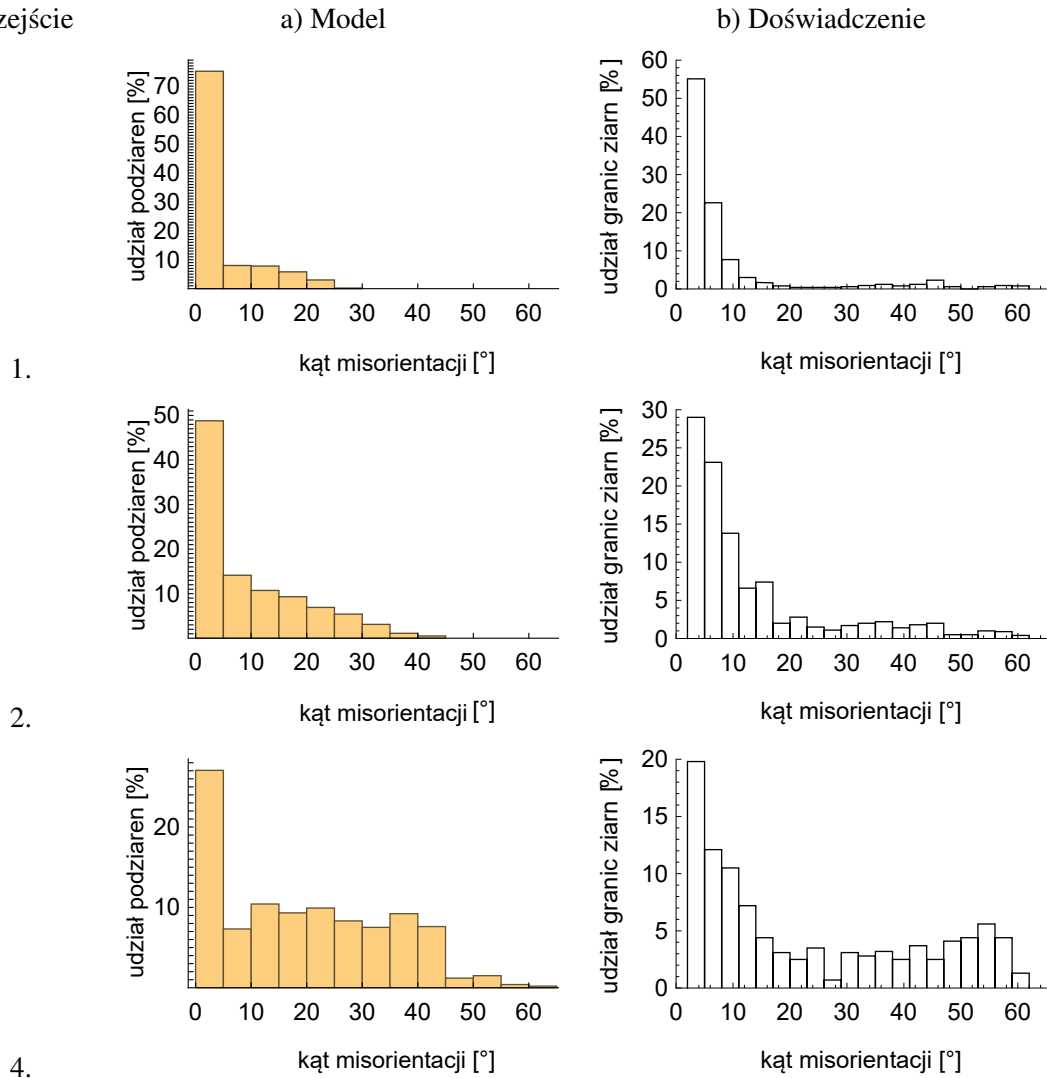 zejście a) Model b) Doświadczenie
udział podziaren [%]
70
60
50
40
30
20
10
0 10 20 30 40 50 60
kąt misorientacji [°]
udział granic ziarn [%]
60
50
40
30
20
10
0
0 10 20 30 40 50 60
kąt misorientacji [°]
1.
udział podziaren [%]
50
40
30
20
10
0 10 20 30 40 50 60
kąt misorientacji [°]
udział granic ziarn [%]
30
25
20
15
10
5
0
0 10 20 30 40 50 60
kąt misorientacji [°]
2.
udział podziaren [%]
20
10
0 10 20 30 40 50 60
kąt misorientacji [°]
udział granic ziarn [%]
20
15
10
5
0
0 10 20 30 40 50 60
kąt misorientacji [°]
4.